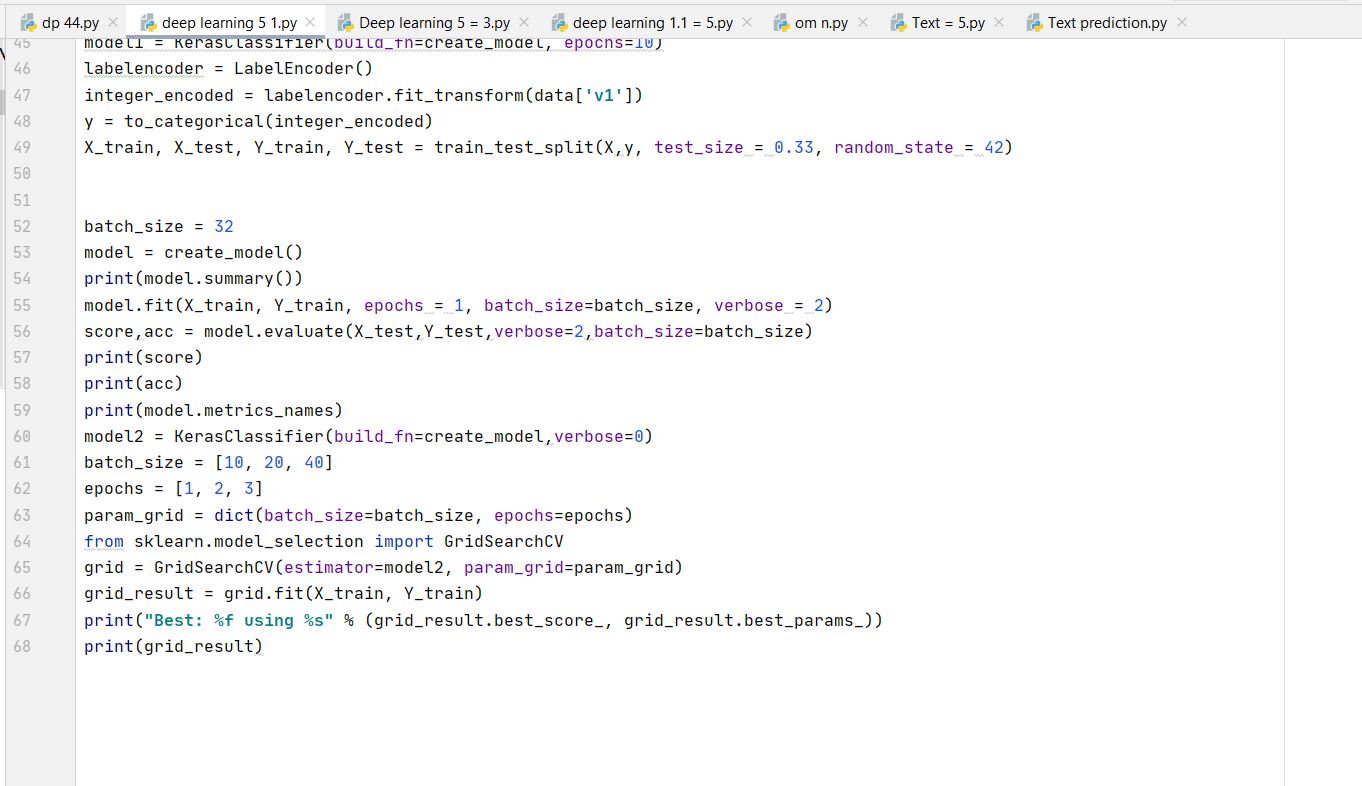 dp 44.py deep learning 5 1.py Deep learning 5 = 3.py deep learning 1.1 = 5.py om n.py Text = 5.py Text prediction.py
45 model1 = KerasClassifier(build_fn=create_model, epochs=10)
46 labelencoder = LabelEncoder()
47 integer_encoded = labelencoder.fit_transform(data['v1'])
48 y = to_categorical(integer_encoded)
49 X_train, X_test, Y_train, Y_test = train_test_split(X,y, test_size = 0.33, random_state = 42)
50
51
52 batch_size = 32
53 model = create_model()
54 print(model.summary())
55 model.fit(X_train, Y_train, epochs = 1, batch_size=batch_size, verbose = 2)
56 score,acc = model.evaluate(X_test,Y_test,verbose=2,batch_size=batch_size)
57 print(score)
58 print(acc)
59 print(model.metrics_names)
60 model2 = KerasClassifier(build_fn=create_model,verbose=0)
61 batch_size = [10, 20, 40]
62 epochs = [1, 2, 3]
63 param_grid = dict(batch_size=batch_size, epochs=epochs)
64 from sklearn.model_selection import GridSearchCV
65 grid = GridSearchCV(estimator=model2, param_grid=param_grid)
66 grid_result = grid.fit(X_train, Y_train)
67 print("Best: %f using %s" % (grid_result.best_score_, grid_result.best_params_))
68 print(grid_result)